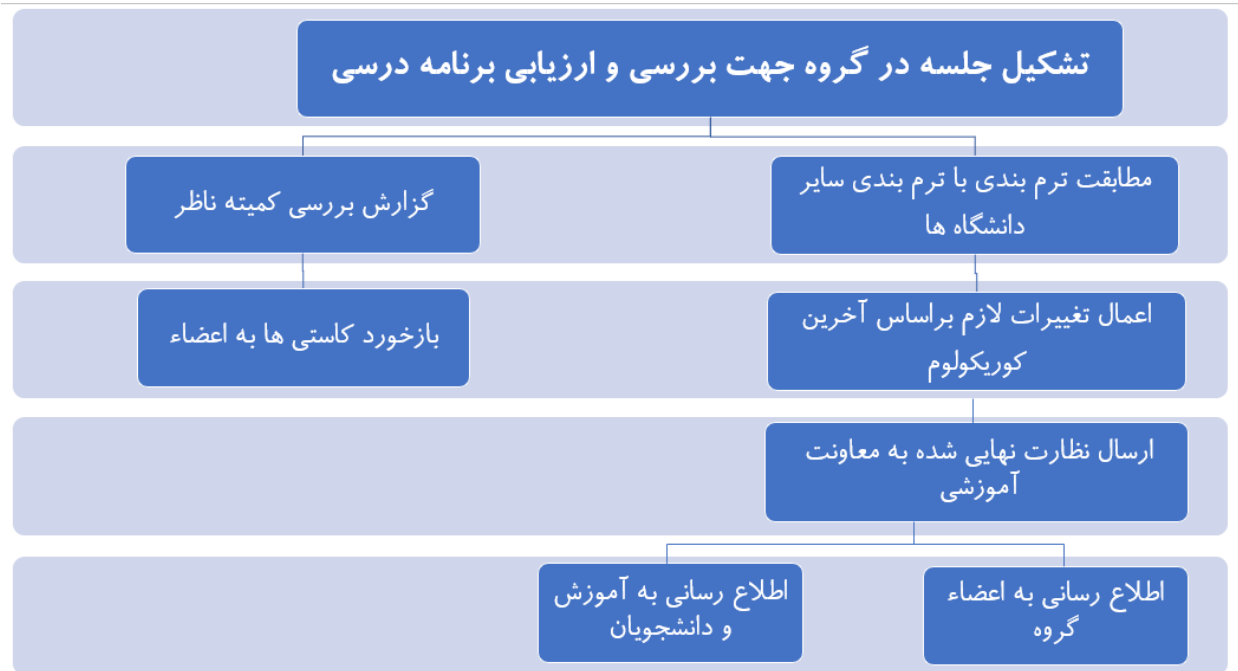 تشکیل جلسه در گروه جهت بررسی و ارزیابی برنامه درسی
مطابقت ترم بندی با ترم بندی سایر
دانشگاه ها
گزارش بررسی کمیته ناظر
اعمال تغییرات لازم براساس آخرین
کوریکولوم
بازخورد کاستی ها به اعضاء
ارسال نظارت نهایی شده به معاونت
آموزشی
اطلاع رسانی به اعضاء
گروه
اطلاع رسانی به آموزش
و دانشجویان